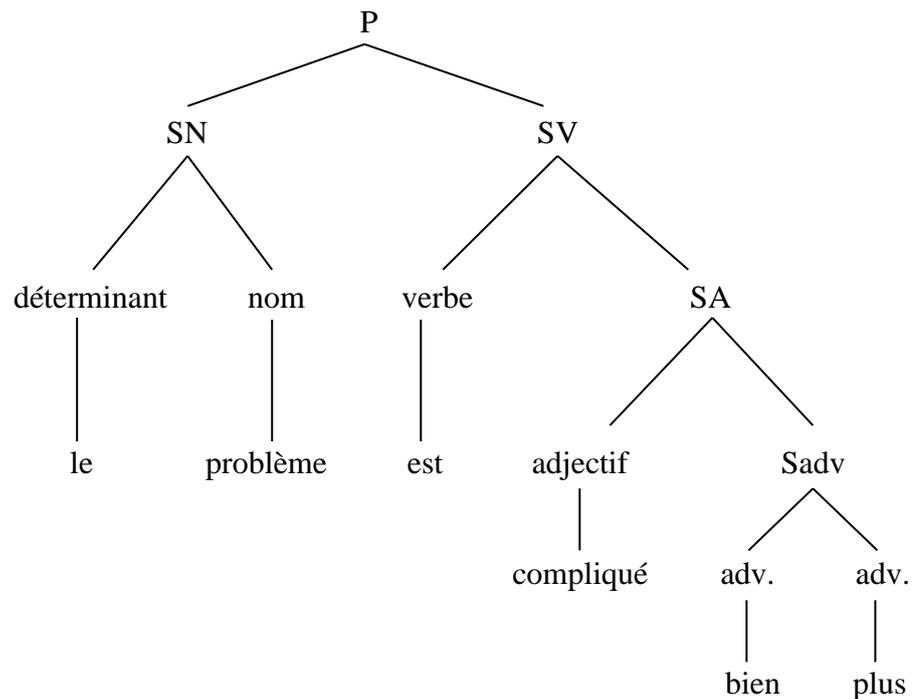 P
SN SV
déterminant nom verbe SA
le problème est adjectif Sadv
compliqué adv. adv.
bien plus